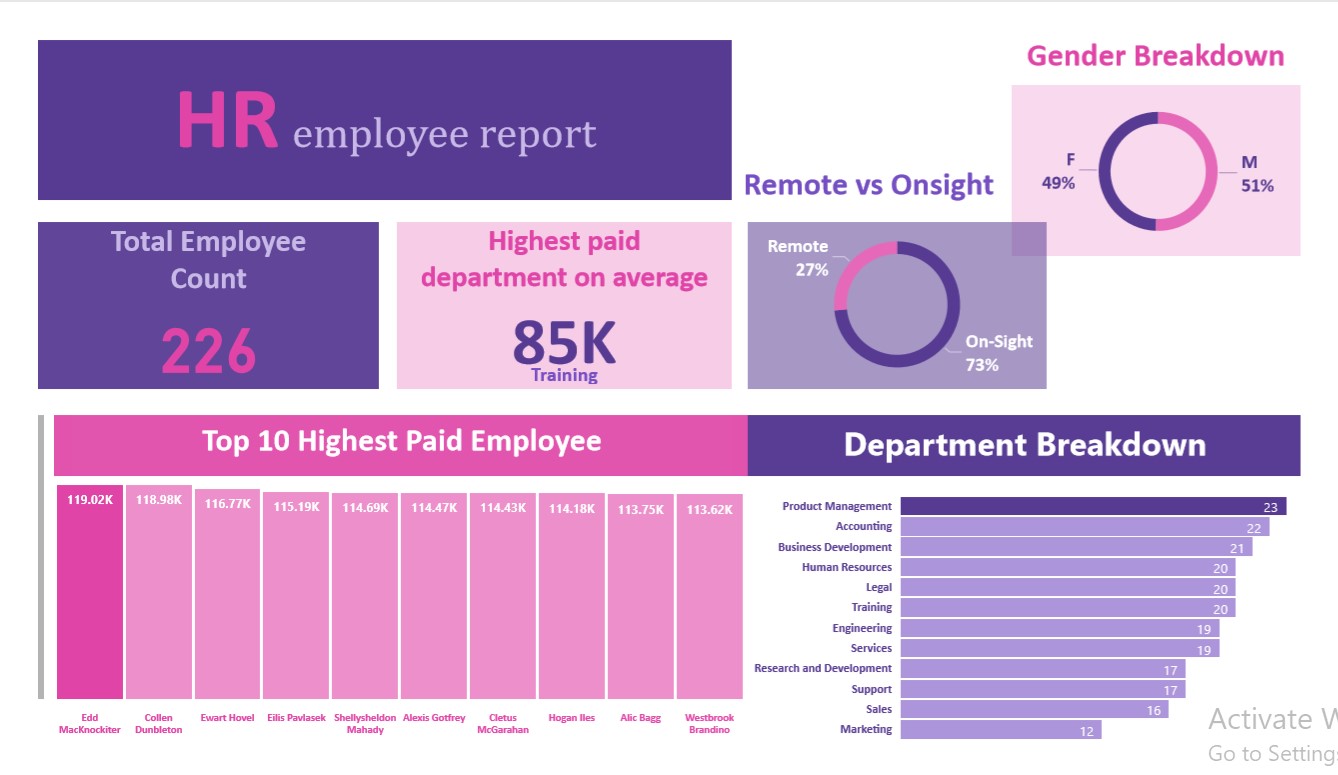 HR employee report
Gender Breakdown
F
49%
M
51%
Remote vs Onsight
Total Employee
Count
226
Highest paid
department on average
85K
Training
Remote
27%
On-Sight
73%
Top 10 Highest Paid Employee
119.02K
118.98K
116.77K
115.19K
114.69K
114.47K
114.43K
114.18K
113.75K
113.62K
Edd
MacKnockiter
Collen
Dunbleton
Ewart Hovel
Eilis Pavlasek
Shellysheldon
Mahady
Alexis Gotfrey
Cletus
McGarahan
Hogan Iles
Alic Bagg
Westbrook
Brandino
Department Breakdown
Product Management 23
Accounting 22
Business Development 21
Human Resources 20
Legal 20
Training 20
Engineering 19
Services 19
Research and Development 17
Support 17
Sales 16
Marketing 12
Activate W
Go to Settings